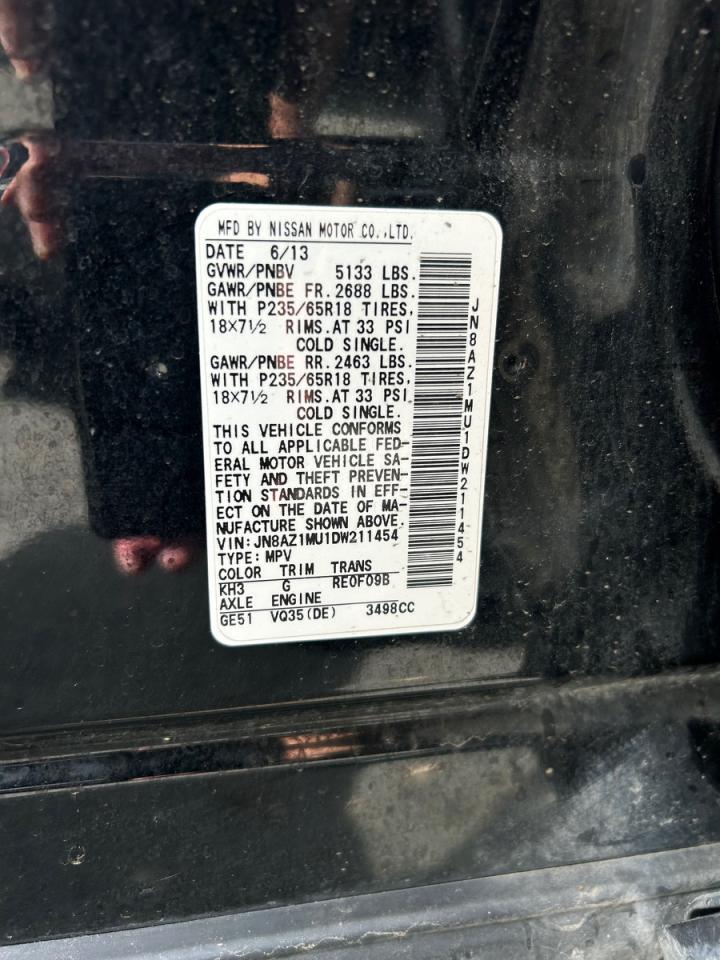 MFD BY NISSAN MOTOR CO.,LTD.
DATE 6/13
GVWR/PNBV 5133 LBS.
GAWR/PNBE FR. 2688 LBS.
WITH P235/65R18 TIRES,
18X7½ RIMS. AT 33 PSI
COLD SINGLE.
GAWR/PNBE RR. 2463 LBS.
WITH P235/65R18 TIRES,
18X7½ RIMS. AT 33 PSI
COLD SINGLE.
THIS VEHICLE CONFORMS
TO ALL APPLICABLE FED-
ERAL MOTOR VEHICLE SA-
FETY AND THEFT PREVEN-
TION STANDARDS IN EFF-
ECT ON THE DATE OF MA-
NUFACTURE SHOWN ABOVE.
VIN: JN8AZ1MU1DW211454
TYPE: MPV
COLOR TRIM TRANS
KH3 G RE0F09B
AXLE ENGINE
GE51 VQ35(DE) 3498CC
JN8AZ1MU1DW211454